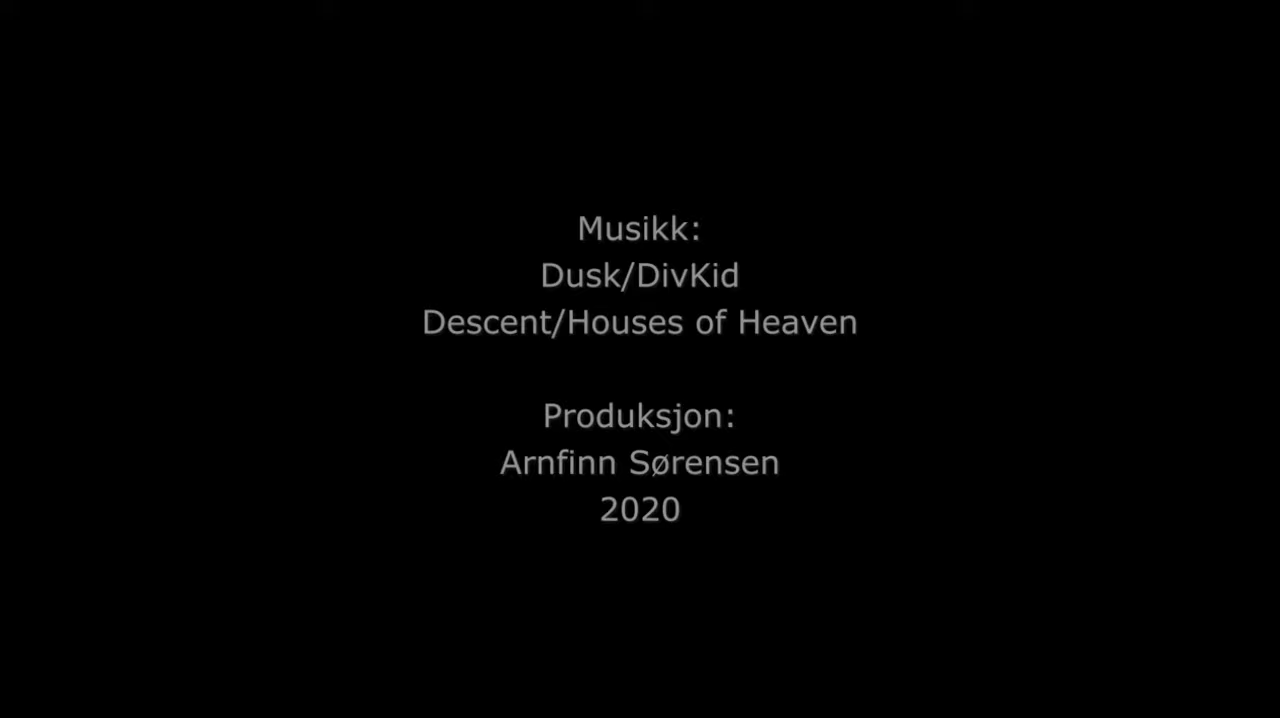 Musikk:
Dusk/DivKid
Descent/Houses of Heaven
Produksjon:
Arnfinn Sørensen
2020